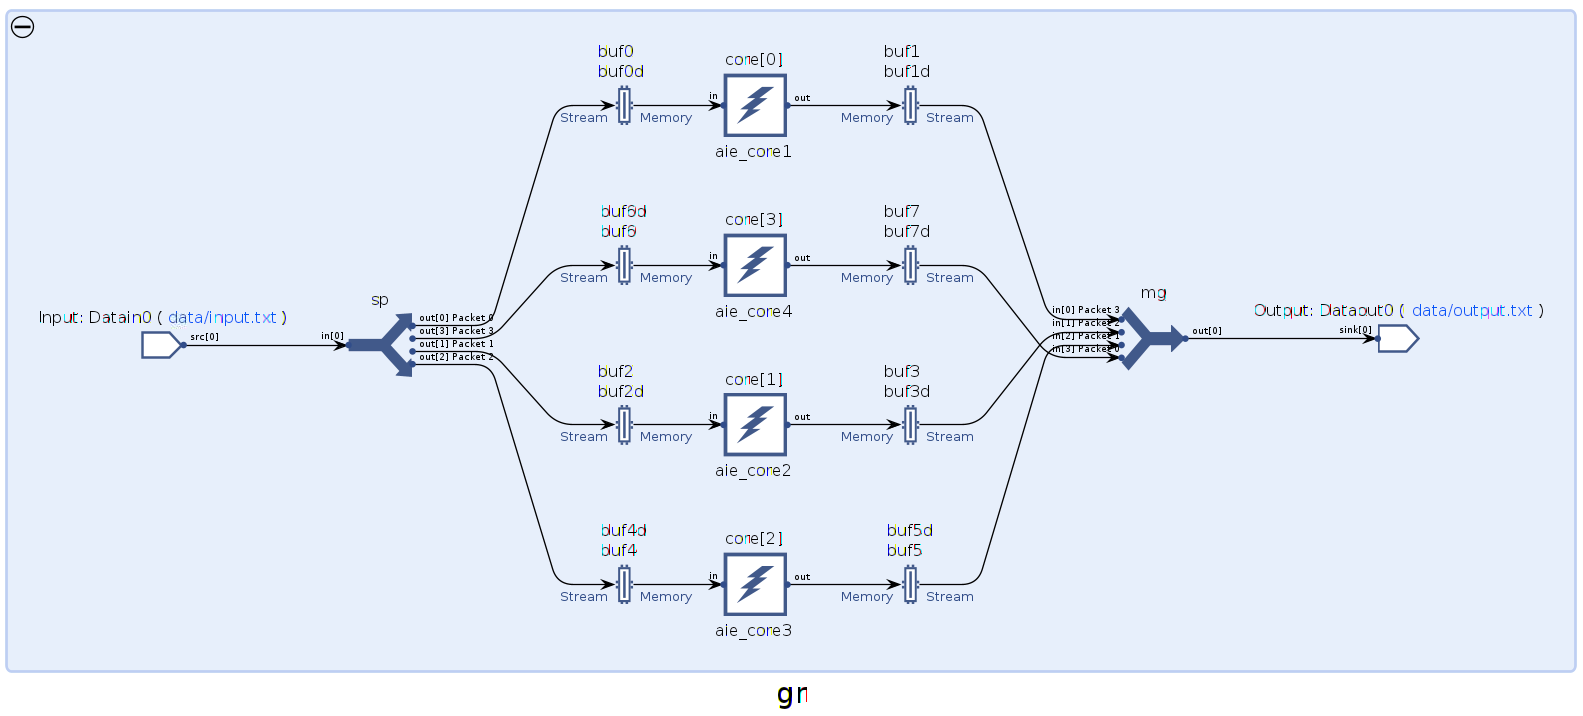 buf0
buf0d
core[0]
buf1
buf1d
in
out
Stream
Memory
Memory
Stream
aie_core1
buf6d
buf6
core[3]
buf7
buf7d
in
out
Stream
Memory
Memory
Stream
aie_core4
Input: Datain0 ( data/input.txt )
src[0]
in[0]
sp
out[0] Packet 0
out[3] Packet 3
out[1] Packet 1
out[2] Packet 2
mg
in[0] Packet 3
in[1] Packet 2
in[2] Packet 1
in[3] Packet 0
out[0]
Output: Dataout0 ( data/output.txt )
sink[0]
buf2
buf2d
core[1]
buf3
buf3d
in
out
Stream
Memory
Memory
Stream
aie_core2
buf4d
buf4
core[2]
buf5d
buf5
in
out
Stream
Memory
Memory
Stream
aie_core3